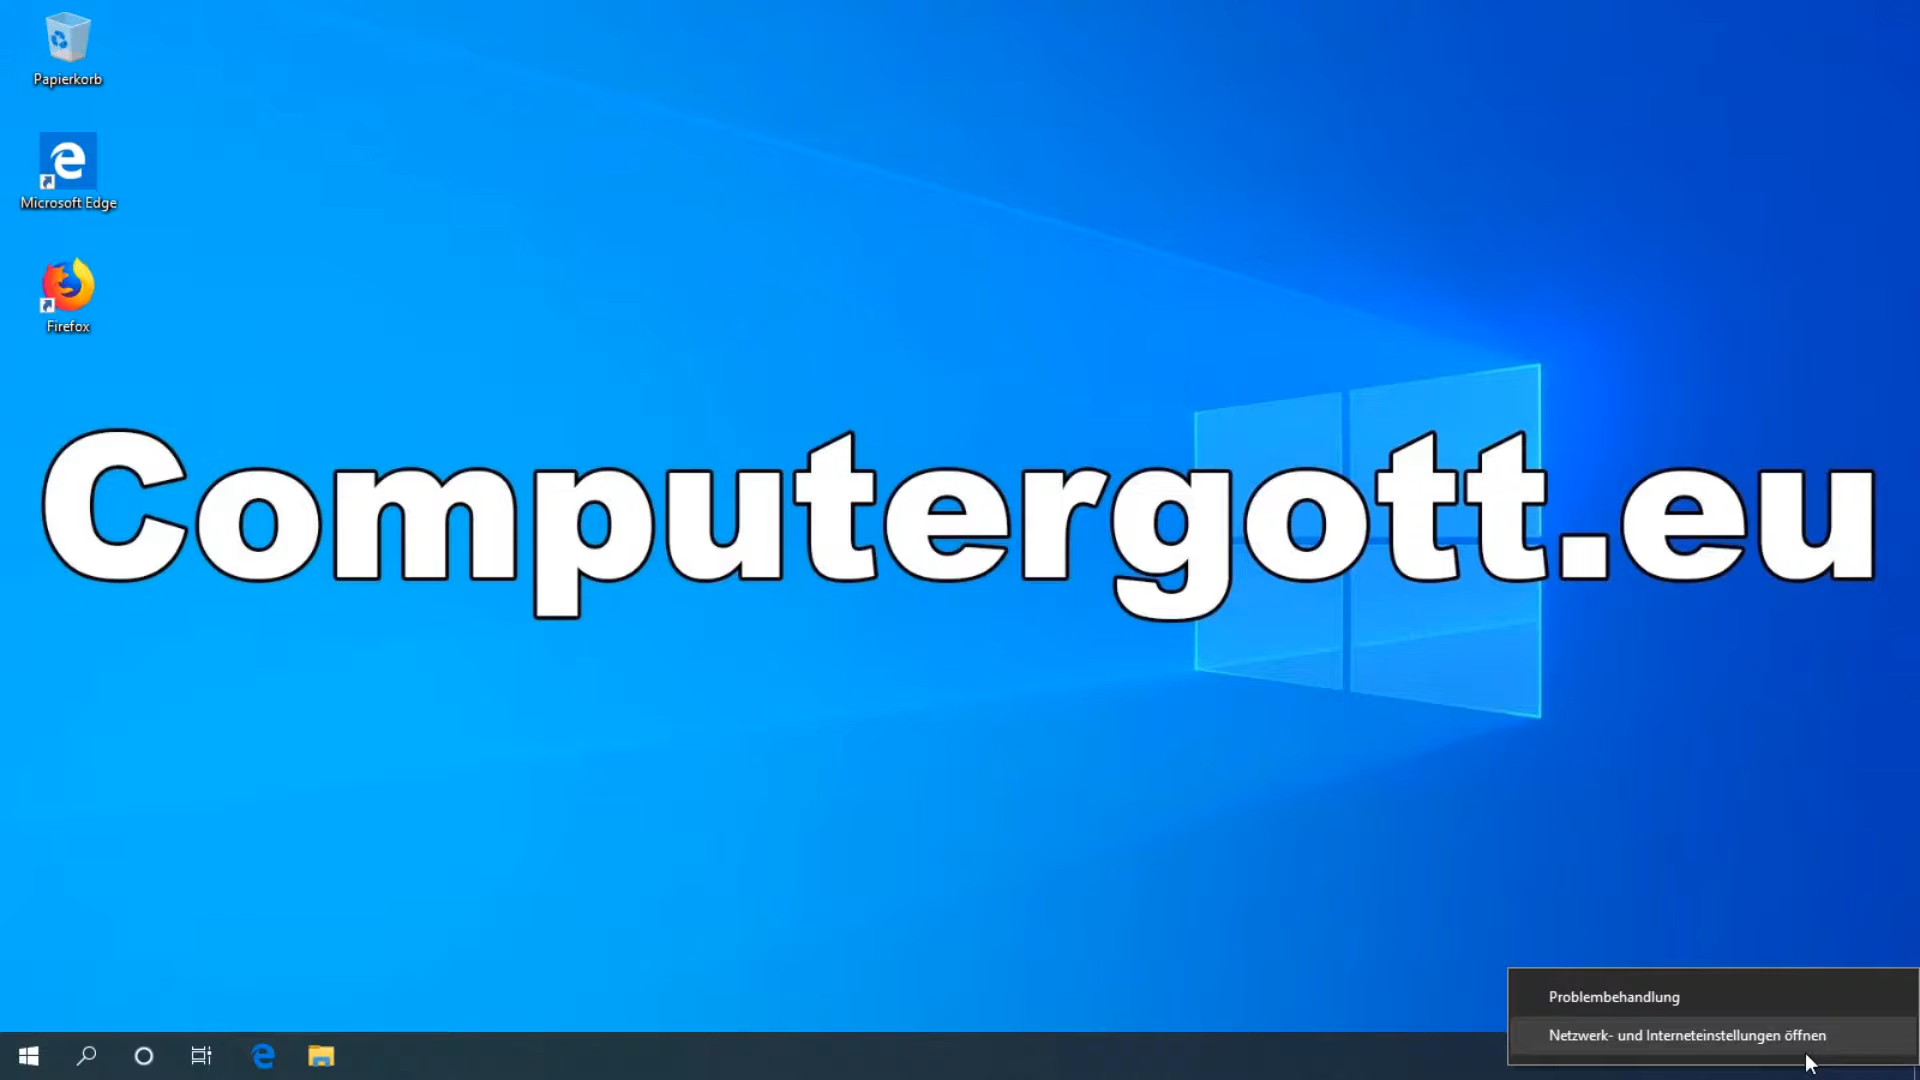 Papierkorb
Microsoft Edge
Firefox
Computergott.eu
Problembehandlung
Netzwerk- und Interneteinstellungen öffnen